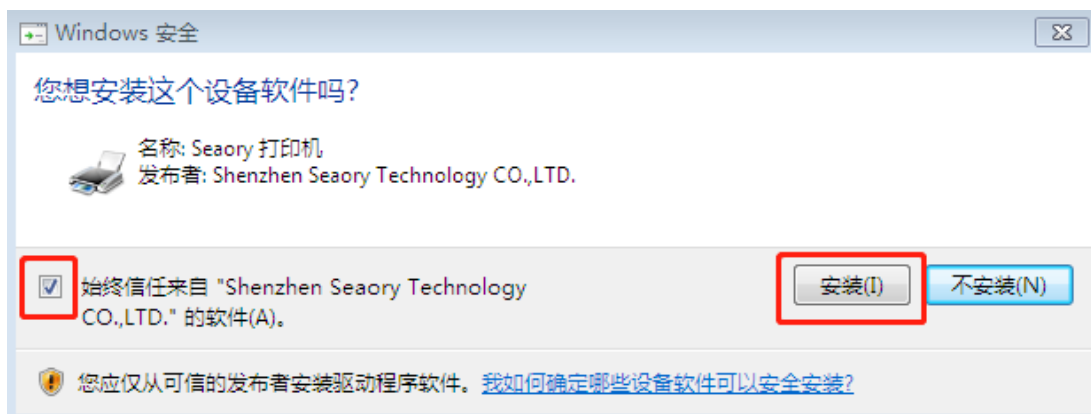 Windows 安全
您想安装这个设备软件吗?
名称: Seaory 打印机
发布者: Shenzhen Seaory Technology CO.,LTD.
始终信任来自 "Shenzhen Seaory Technology
CO.,LTD." 的软件(A)。
安装(I)
不安装(N)
您应仅从可信的发布者安装驱动程序软件。我如何确定哪些设备软件可以安全安装?